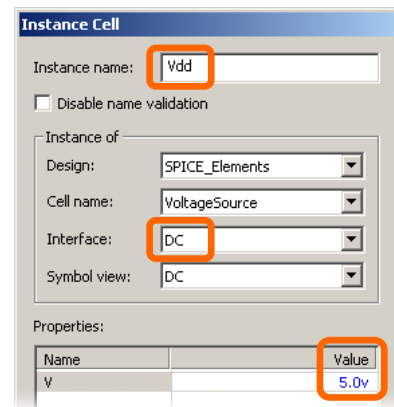 Instance Cell
Instance name: Vdd
Disable name validation
Instance of
Design: SPICE_Elements
Cell name: VoltageSource
Interface: DC
Symbol view: DC
Properties:
Name Value
V 5.0v